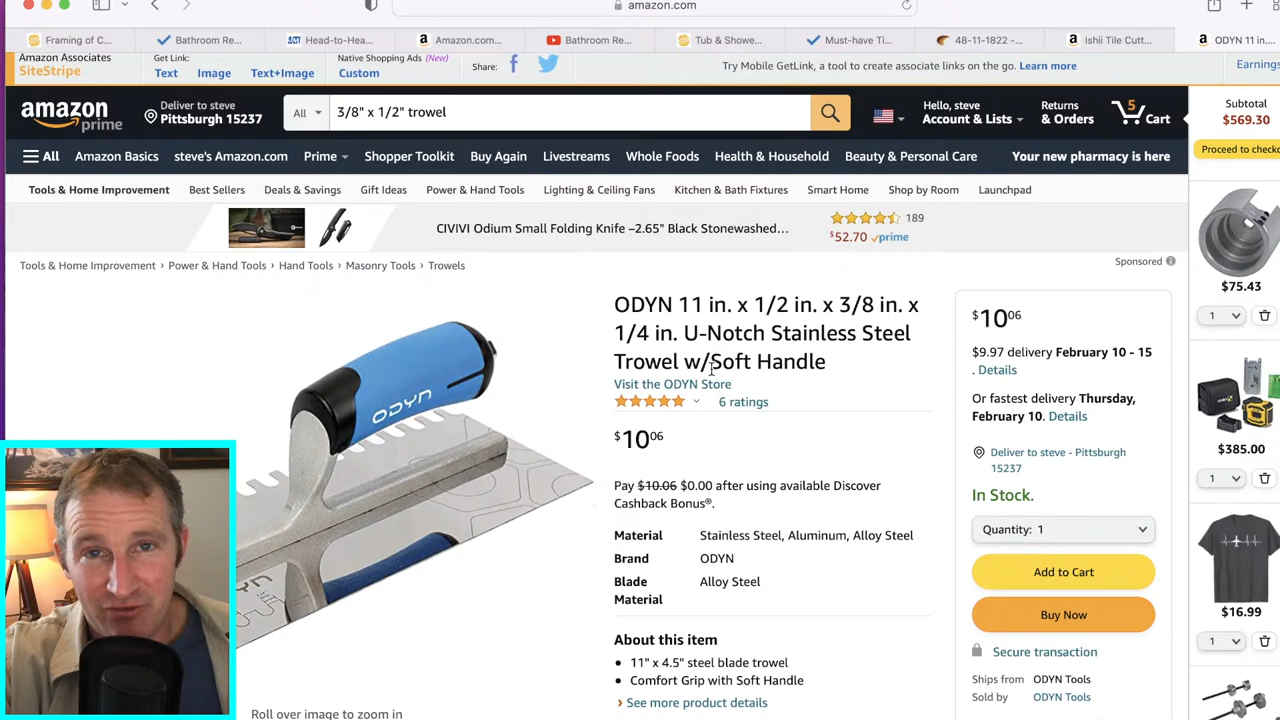 amazon.com
Framing of C...
Bathroom Re...
Head-to-Hea...
Amazon.com...
Bathroom Re...
Tub & Showe...
Must-have Ti...
48-11-1822 -...
Ishii Tile Cutt...
ODYN 11 in....
Amazon Associates
SiteStripe
Get Link:
Text
Image
Text+Image
Native Shopping Ads (New)
Custom
Share:
Try Mobile GetLink, a tool to create associate links on the go. Learn more
Earnings
amazon
prime
Deliver to steve
Pittsburgh 15237
All
3/8" x 1/2" trowel
Hello, steve
Account & Lists
Returns
& Orders
5
Cart
Subtotal
$569.30
Proceed to checko
All
Amazon Basics
steve's Amazon.com
Prime
Shopper Toolkit
Buy Again
Livestreams
Whole Foods
Health & Household
Beauty & Personal Care
Your new pharmacy is here
Tools & Home Improvement
Best Sellers
Deals & Savings
Gift Ideas
Power & Hand Tools
Lighting & Ceiling Fans
Kitchen & Bath Fixtures
Smart Home
Shop by Room
Launchpad
CIVIVI Odium Small Folding Knife –2.65" Black Stonewashed...
189
$52.70 prime
Sponsored
Tools & Home Improvement › Power & Hand Tools › Hand Tools › Masonry Tools › Trowels
ODYN 11 in. x 1/2 in. x 3/8 in. x
1/4 in. U-Notch Stainless Steel
Trowel w/Soft Handle
Visit the ODYN Store
6 ratings
$1006
Pay $10.06 $0.00 after using available Discover
Cashback Bonus®.
Material Stainless Steel, Aluminum, Alloy Steel
Brand ODYN
Blade Alloy Steel
Material
About this item
• 11" x 4.5" steel blade trowel
• Comfort Grip with Soft Handle
› See more product details
ODYN
ODYN
Roll over image to zoom in
$1006
$9.97 delivery February 10 - 15
. Details
Or fastest delivery Thursday,
February 10. Details
Deliver to steve - Pittsburgh
15237
In Stock.
Quantity: 1
Add to Cart
Buy Now
Secure transaction
Ships from ODYN Tools
Sold by ODYN Tools
$75.43
1
$385.00
1
$16.99
1